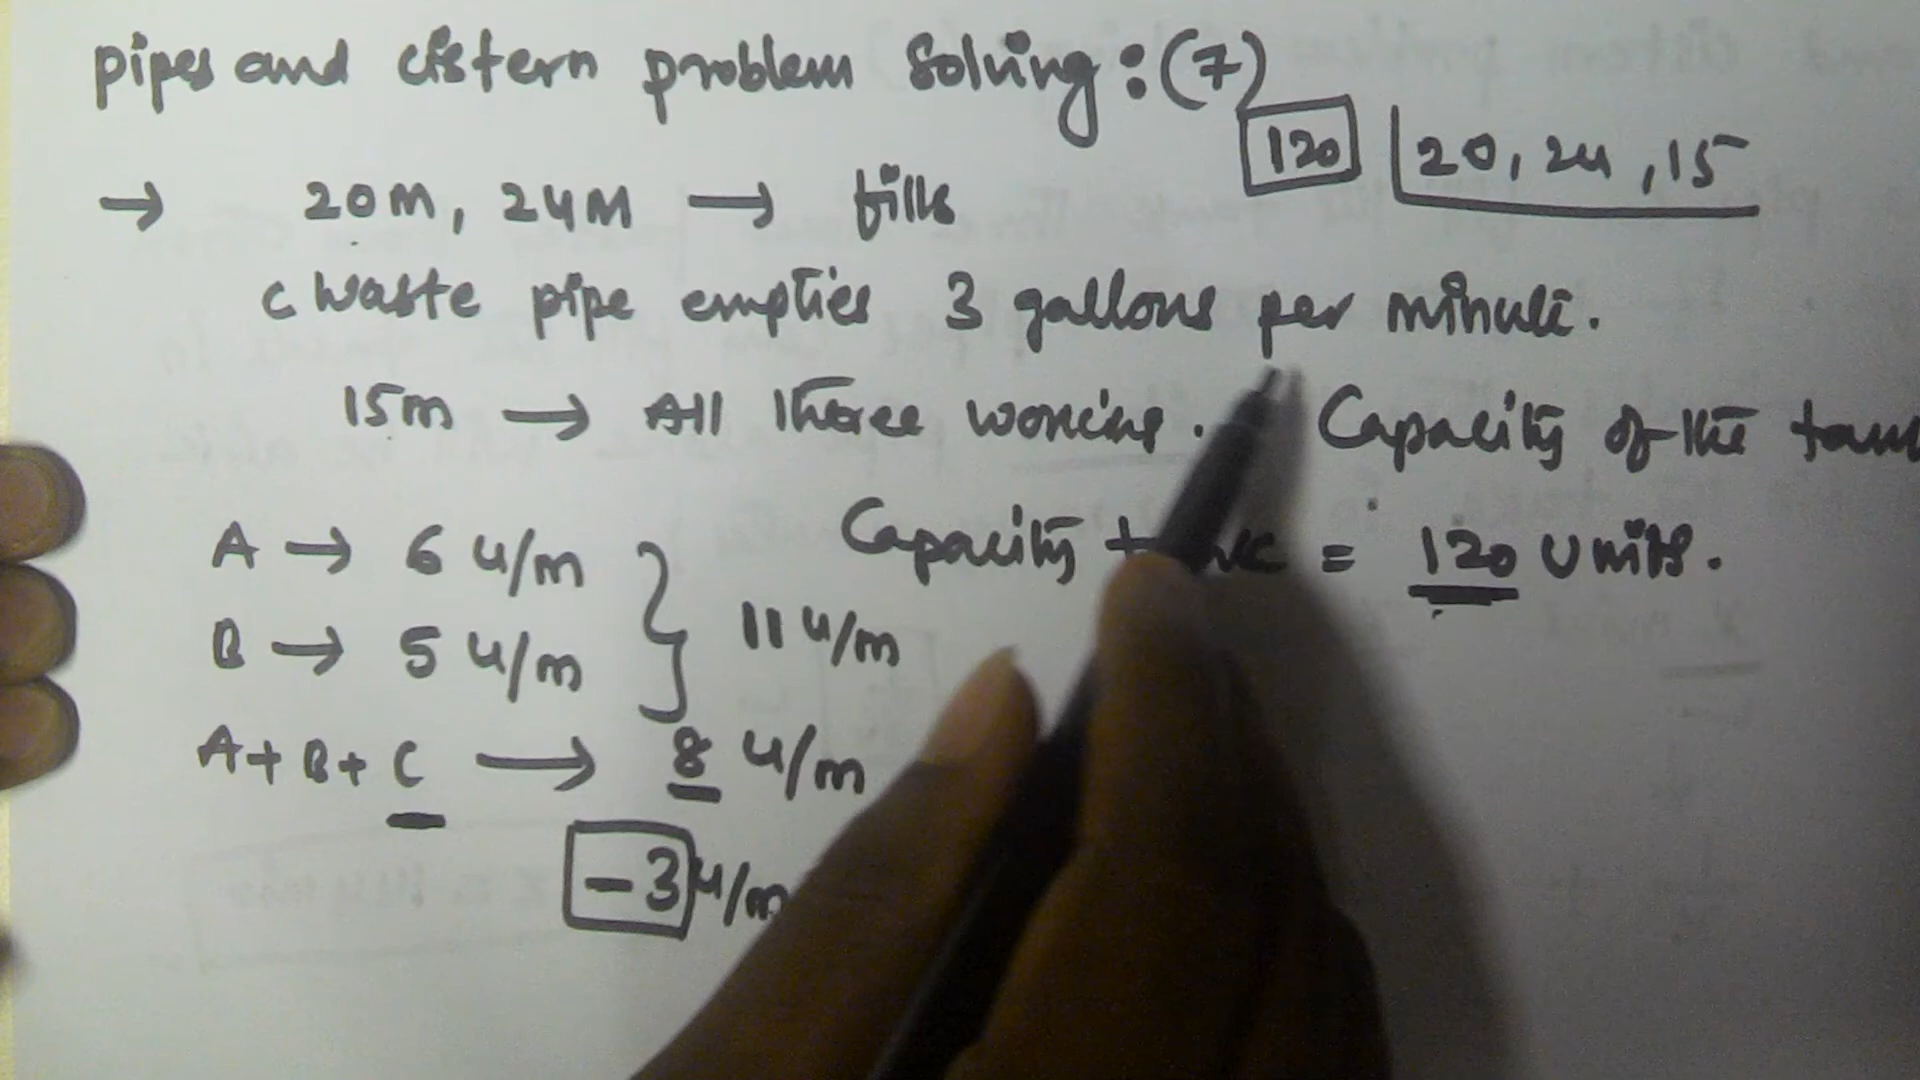 pipes and cistern problem solving : (7)
120 20, 24, 15
→ 20M, 24M → fills
c waste pipe empties 3 gallons per minute.
15m → All three working. Capacity of the
Capacity = 120 Units.
A → 6 u/m
B → 5 u/m
11 u/m
A+B+C → 8 u/m
-3 u/m